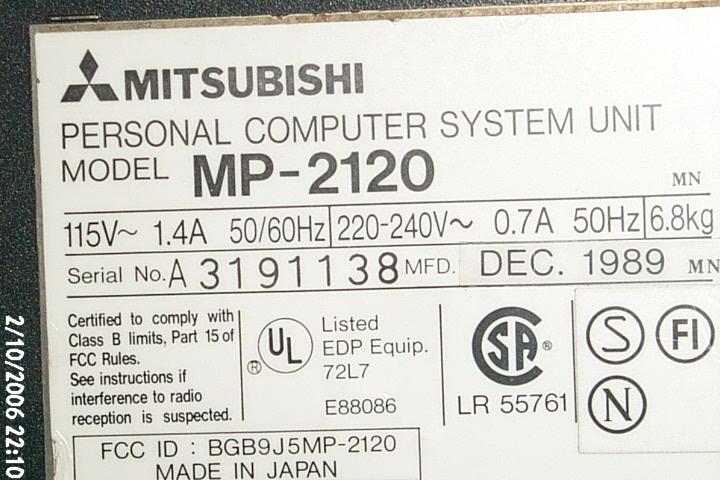 MITSUBISHI
PERSONAL COMPUTER SYSTEM UNIT
MODEL MP-2120 MN
115V~ 1.4A 50/60Hz 220-240V~ 0.7A 50Hz 6.8kg
Serial No. A 3191138 MFD. DEC. 1989 MN
Certified to comply with
Class B limits, Part 15 of
FCC Rules.
See instructions if
interference to radio
reception is suspected.
UL ®
Listed
EDP Equip.
72L7
E88086
SA ®
LR 55761
S FI
N
FCC ID : BGB9J5MP-2120
MADE IN JAPAN
2/10/2006 22:10